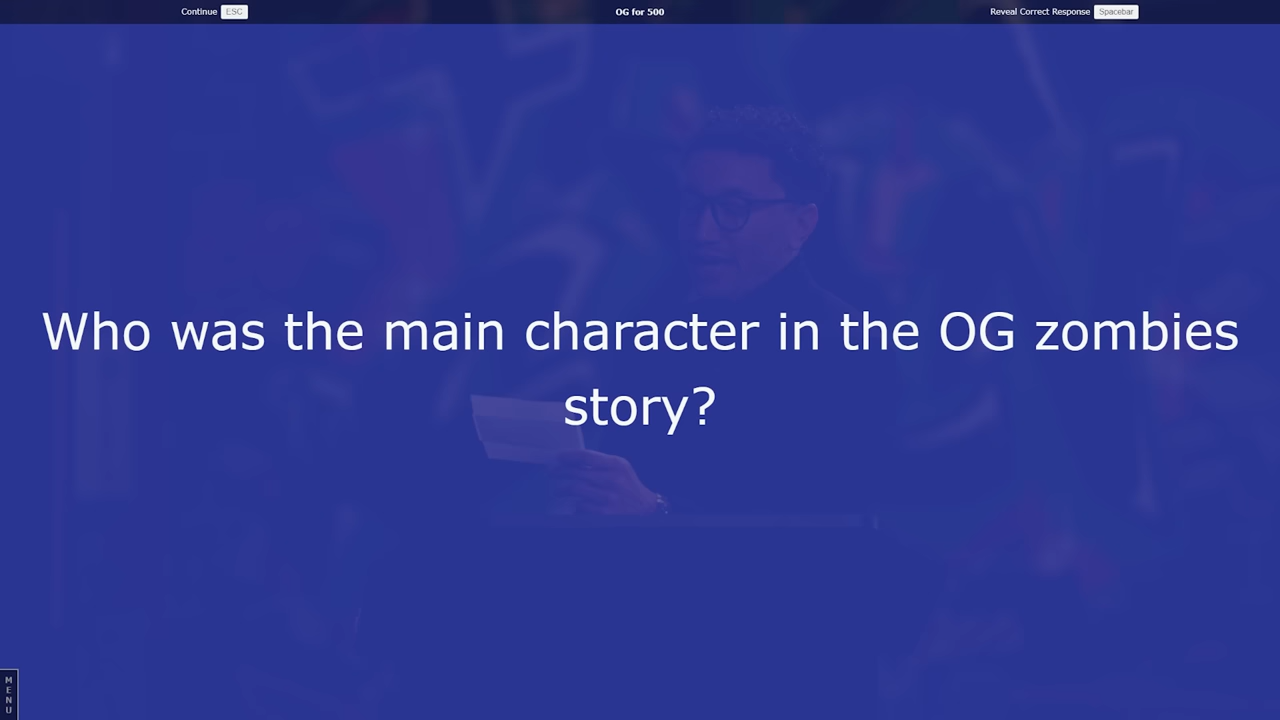 Continue ESC OG for 500 Reveal Correct Response Spacebar
Who was the main character in the OG zombies
story?
MENU